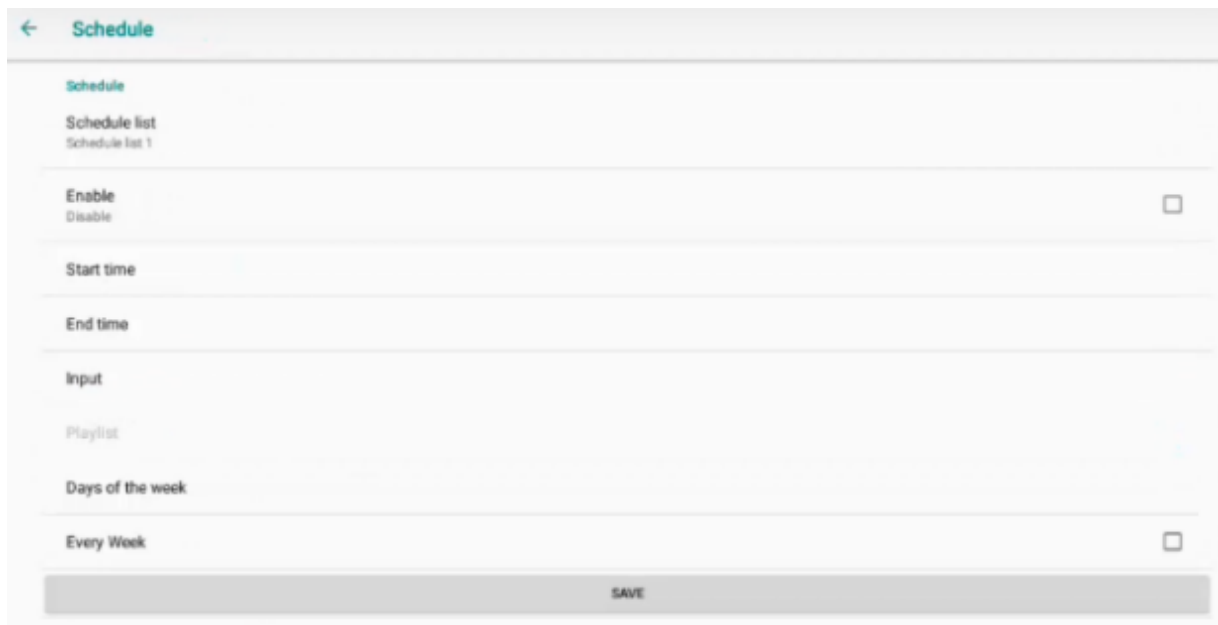 Schedule
Schedule
Schedule list
Schedule list 1
Enable
Disable
Start time
End time
Input
Playlist
Days of the week
Every Week
SAVE